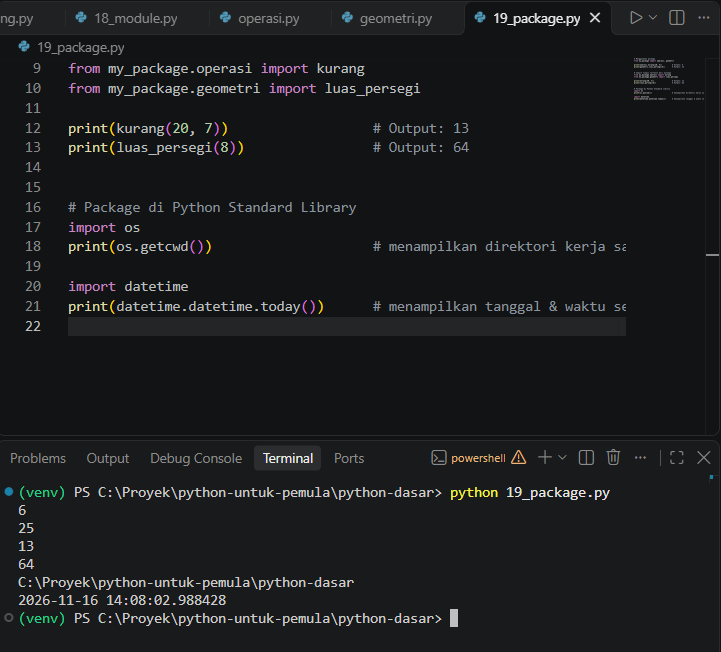 ng.py 18_module.py operasi.py geometri.py 19_package.py
19_package.py
9 from my_package.operasi import kurang
10 from my_package.geometri import luas_persegi
11
12 print(kurang(20, 7)) # Output: 13
13 print(luas_persegi(8)) # Output: 64
14
15
16 # Package di Python Standard Library
17 import os
18 print(os.getcwd()) # menampilkan direktori kerja sa
19
20 import datetime
21 print(datetime.datetime.today()) # menampilkan tanggal & waktu se
22
Problems Output Debug Console Terminal Ports powershell
(venv) PS C:\Proyek\python-untuk-pemula\python-dasar> python 19_package.py
6
25
13
64
C:\Proyek\python-untuk-pemula\python-dasar
2026-11-16 14:08:02.988428
(venv) PS C:\Proyek\python-untuk-pemula\python-dasar>